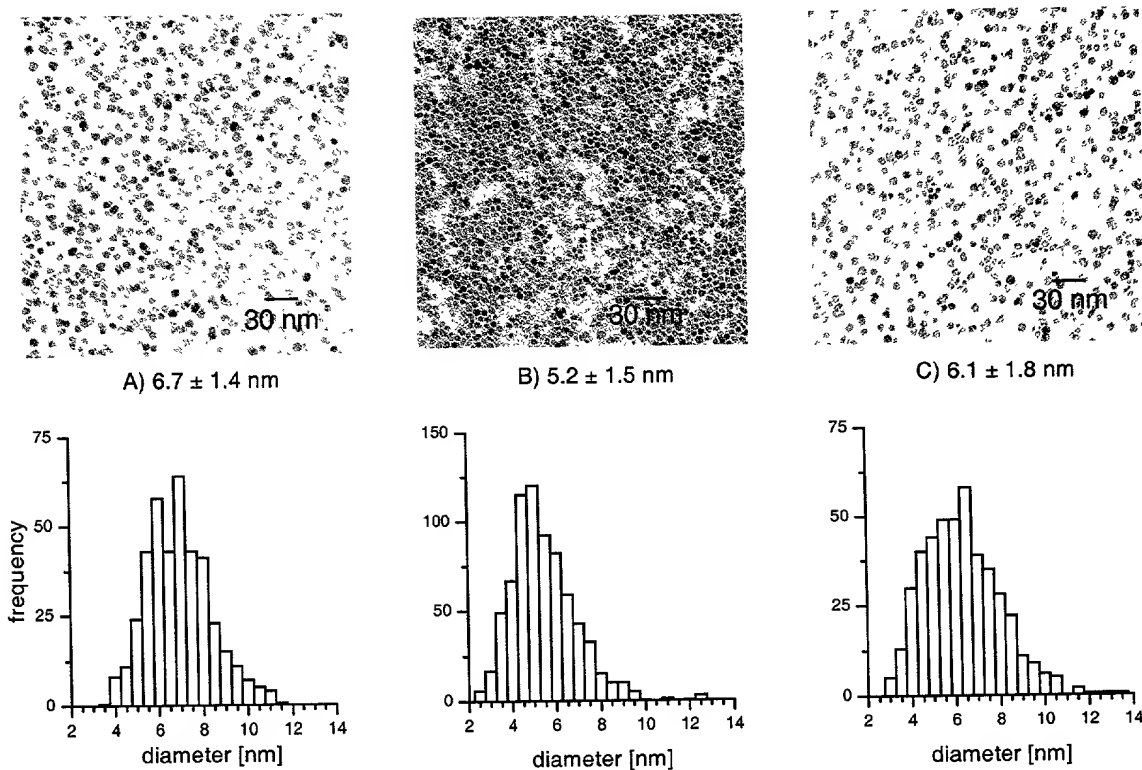 30 nm
30 nm
30 nm
A) 6.7 ± 1.4 nm
B) 5.2 ± 1.5 nm
C) 6.1 ± 1.8 nm
75
50
25
0
frequency
2 4 6 8 10 12 14
diameter [nm]
150
100
50
0
2 4 6 8 10 12 14
diameter [nm]
75
50
25
0
2 4 6 8 10 12 14
diameter [nm]